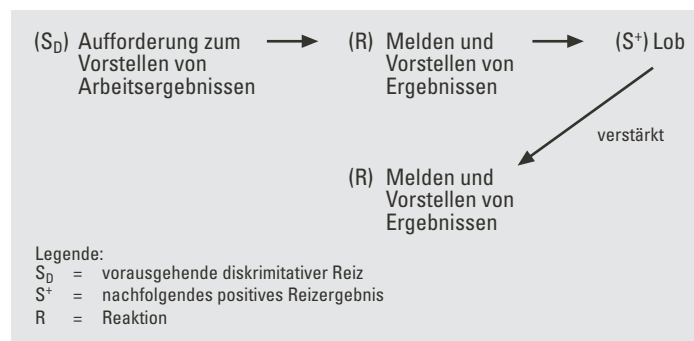 (S_D) Aufforderung zum
Vorstellen von
Arbeitsergebnissen
(R) Melden und
Vorstellen von
Ergebnissen
(S⁺) Lob
verstärkt
(R) Melden und
Vorstellen von
Ergebnissen
Legende:
S_D = vorausgehende diskrimitativer Reiz
S⁺ = nachfolgendes positives Reizergebnis
R = Reaktion